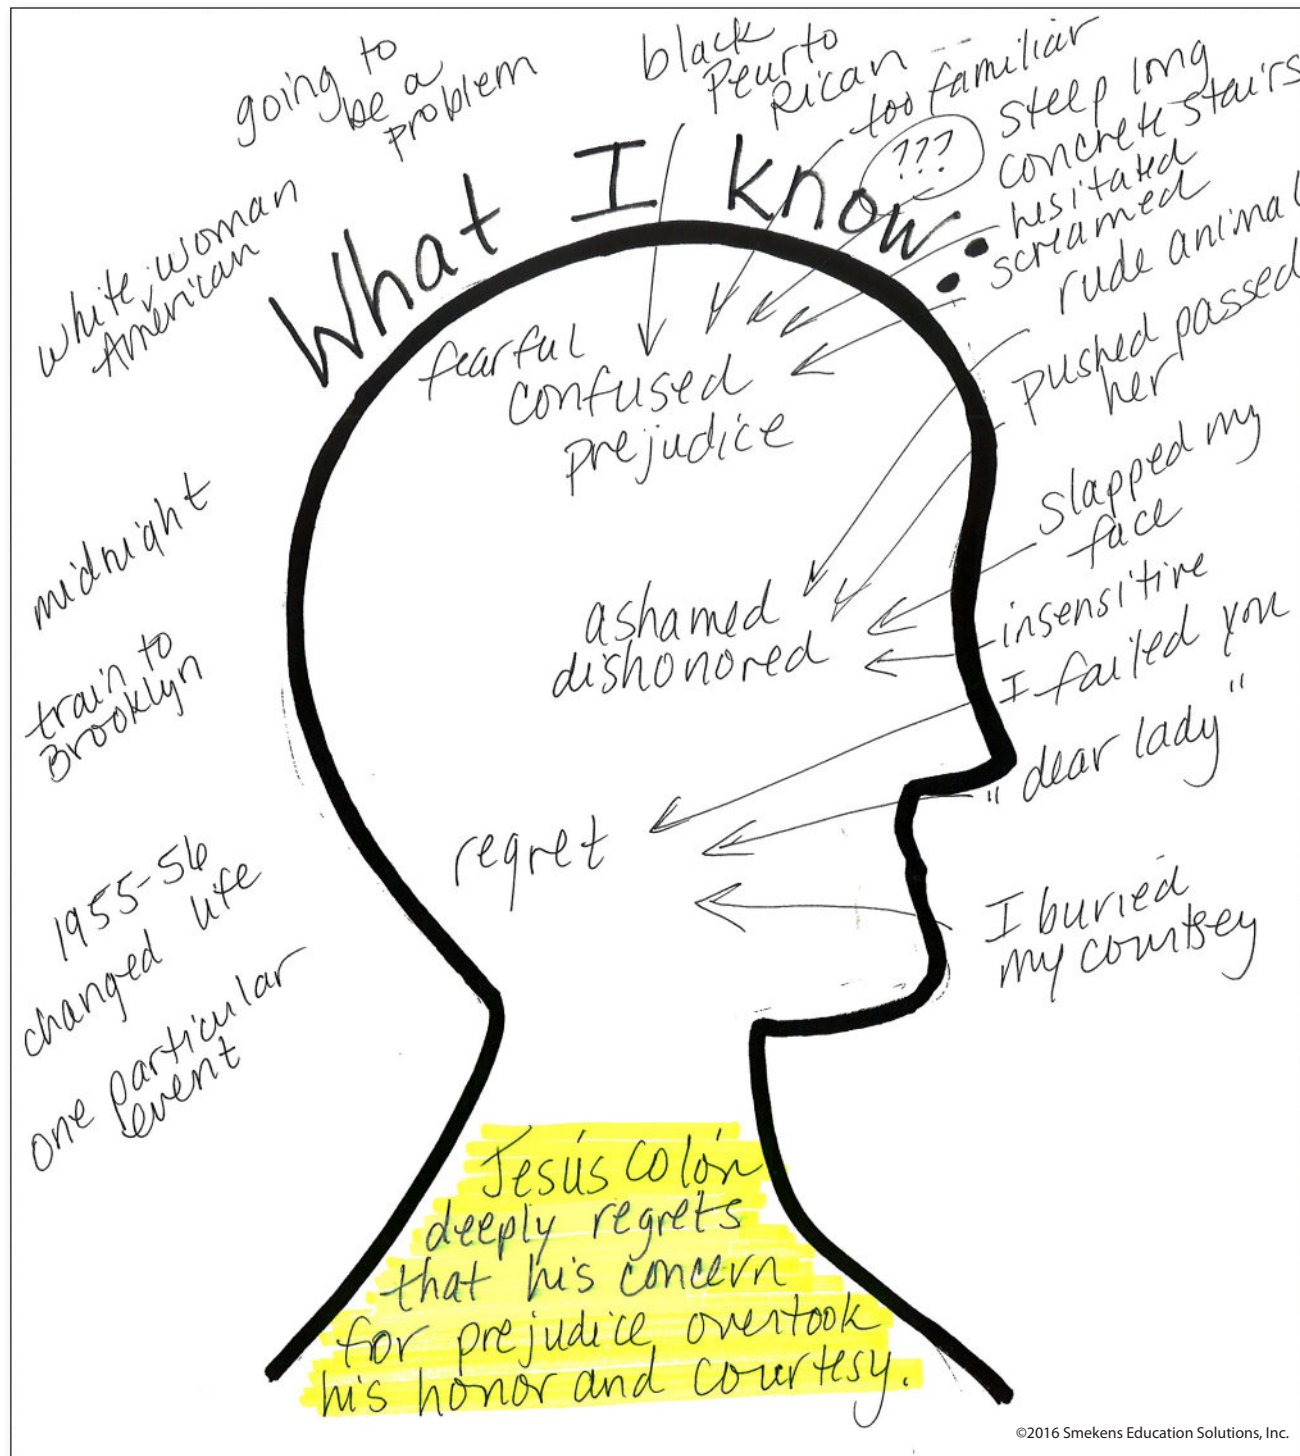 going to
be a
problem
black
Peurto
Rican --
too familiar
???
steep long
concrete stairs
hisitated
screamed
rude animal
pushed passed
her
slapped my
face
insensitive
I failed you
"dear lady"
I buried
my courtsey
What I know:
white woman
American
midnight
train to
Brooklyn
1955-56
changed life
one particular
event
fearful
confused
prejudice
ashamed
dishonored
regret
Jesús Colón
deeply regrets
that his concern
for prejudice overtook
his honor and courtesy.
©2016 Smekens Education Solutions, Inc.